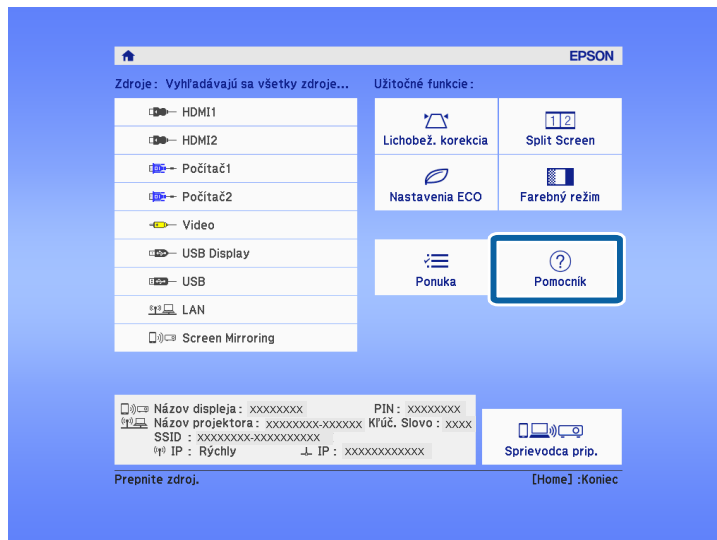 EPSON
Zdroje: Vyhľadávajú sa všetky zdroje...
HDMI1
HDMI2
Počítač1
Počítač2
Video
USB Display
USB
LAN
Screen Mirroring
Užitočné funkcie:
Lichobež. korekcia
1 2
Split Screen
Nastavenia ECO
Farebný režim
Ponuka
?
Pomocník
Názov displeja: XXXXXXXX PIN: XXXXXXXX
Názov projektora: XXXXXXXX-XXXXXX Kľúč. Slovo: XXXX
SSID : XXXXXXXX-XXXXXXXXXX
IP : Rýchly IP : XXXXXXXXXXXX
Sprievodca prip.
Prepnite zdroj. [Home] :Koniec